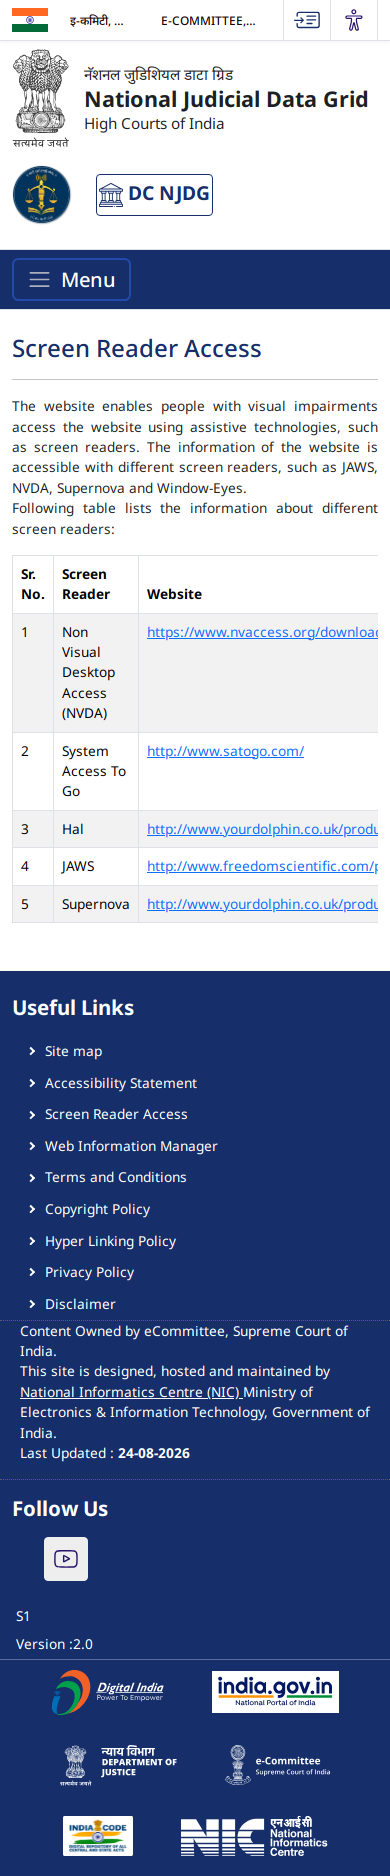 इ-कमिटी, ...
E-COMMITTEE,...
नॅशनल जुडिशियल डाटा ग्रिड
National Judicial Data Grid
High Courts of India
सत्यमेव जयते
DC NJDG
Menu
Screen Reader Access
The website enables people with visual impairments
access the website using assistive technologies, such
as screen readers. The information of the website is
accessible with different screen readers, such as JAWS,
NVDA, Supernova and Window-Eyes.
Following table lists the information about different
screen readers:
Sr. No. Screen Reader Website
1 Non Visual Desktop Access (NVDA) https://www.nvaccess.org/download
2 System Access To Go http://www.satogo.com/
3 Hal http://www.yourdolphin.co.uk/produ
4 JAWS http://www.freedomscientific.com/p
5 Supernova http://www.yourdolphin.co.uk/produ
Useful Links
Site map
Accessibility Statement
Screen Reader Access
Web Information Manager
Terms and Conditions
Copyright Policy
Hyper Linking Policy
Privacy Policy
Disclaimer
Content Owned by eCommittee, Supreme Court of
India.
This site is designed, hosted and maintained by
National Informatics Centre (NIC) Ministry of
Electronics & Information Technology, Government of
India.
Last Updated : 24-08-2026
Follow Us
S1
Version :2.0
Digital India
Power To Empower
india.gov.in
National Portal of India
सत्यमेव जयते
न्याय विभाग
DEPARTMENT OF
JUSTICE
e-Committee
Supreme Court of India
INDIA CODE
DIGITAL REPOSITORY OF ALL
CENTRAL AND STATE ACTS
NIC
एनआईसी
National
Informatics
Centre